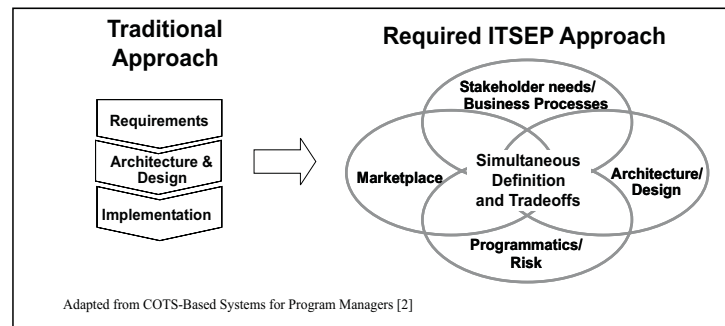 Traditional
Approach
Requirements
Architecture &
Design
Implementation
Required ITSEP Approach
Stakeholder needs/
Business Processes
Marketplace
Simultaneous
Definition
and Tradeoffs
Architecture/
Design
Programmatics/
Risk
Adapted from COTS-Based Systems for Program Managers [2]